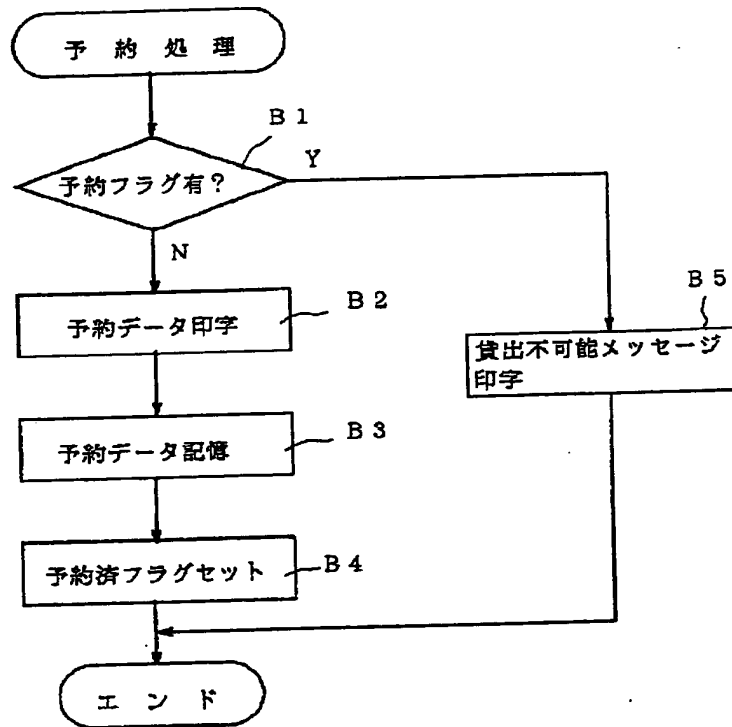 予約処理
B1
予約フラグ有?
Y
N
B2
予約データ印字
B5
貸出不可能メッセージ
印字
B3
予約データ記憶
B4
予約済フラグセット
エンド